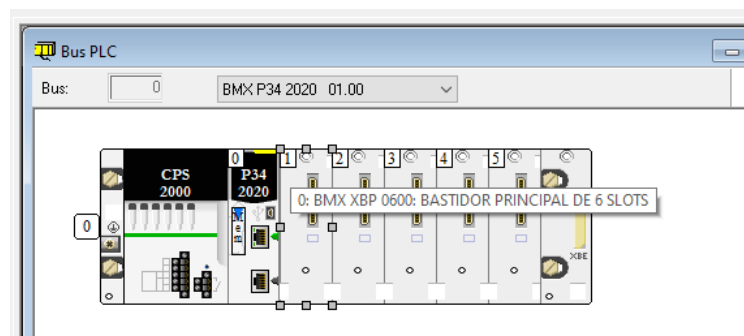 Bus PLC
Bus: 0 BMX P34 2020 01.00
0 1 2 3 4 5
CPS
2000
P34
2020
0
0: BMX XBP 0600: BASTIDOR PRINCIPAL DE 6 SLOTS
0
XBE